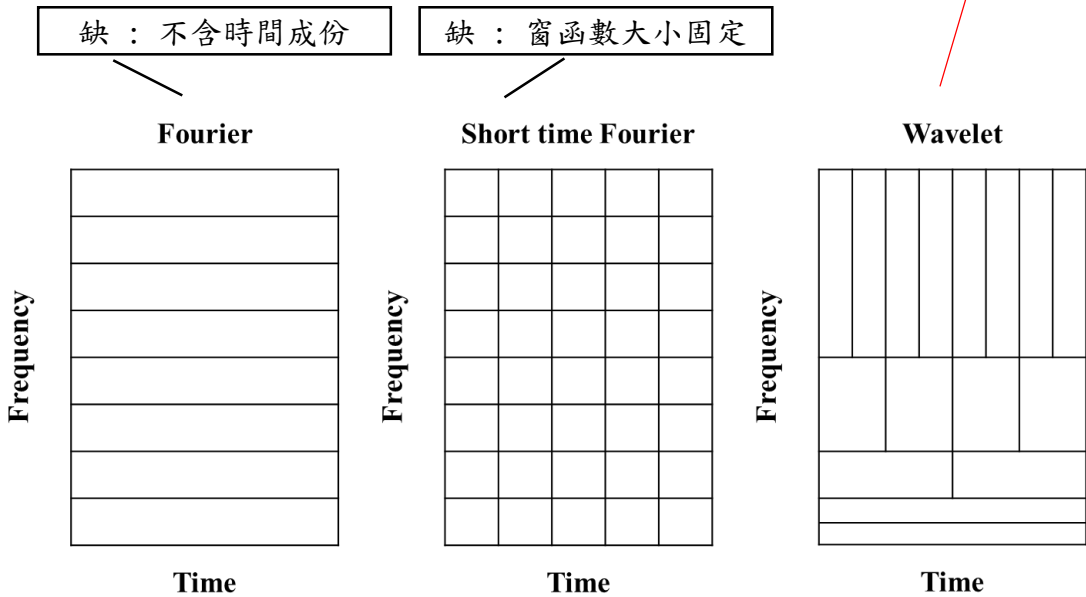 缺 : 不含時間成份
缺 : 窗函數大小固定
Fourier
Short time Fourier
Wavelet
Frequency
Frequency
Frequency
Time
Time
Time